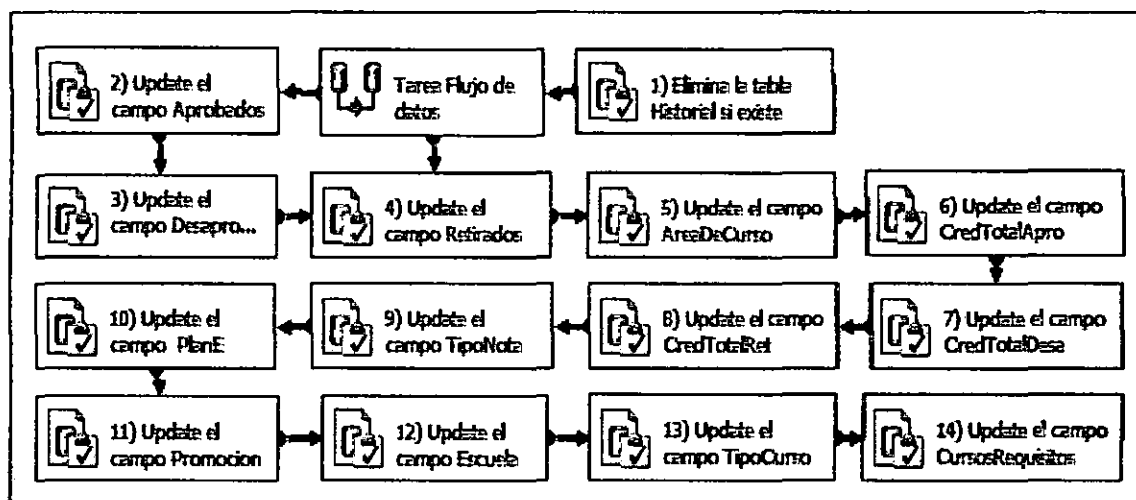 2) Update el
campo Aprobados
Tarea Flujo de
datos
1) Elimina la tabla
Historial si existe
3) Update el
campo Desapro...
4) Update el
campo Retirados
5) Update el campo
AreaDeCurso
6) Update el campo
CredTotalApro
10) Update el
campo PlanE
9) Update el
campo TipoNota
8) Update el campo
CredTotalRet
7) Update el campo
CredTotalDesa
11) Update el
campo Promocion
12) Update el
campo Escuela
13) Update el
campo TipoCurso
14) Update el campo
CursosRequisitos